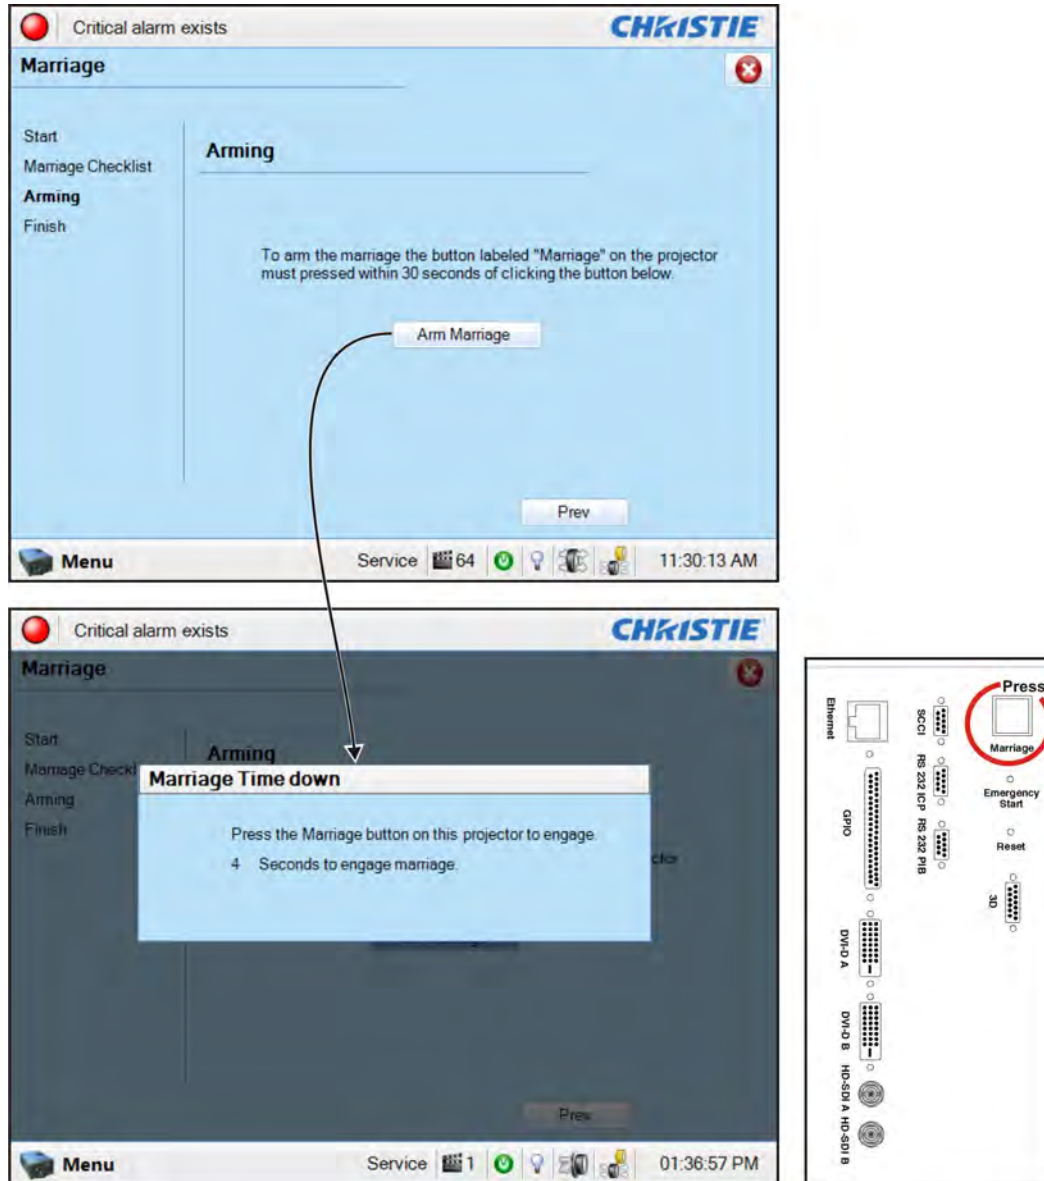 Critical alarm exists
CHRISTIE
Marriage
Start
Marriage Checklist
Arming
Finish
Arming
To arm the marriage the button labeled "Marriage" on the projector
must pressed within 30 seconds of clicking the button below.
Arm Marriage
Prev
Menu
Service
64
11:30:13 AM
Critical alarm exists
CHRISTIE
Marriage
Start
Marriage Checkl
Arming
Finish
Arming
Marriage Time down
Press the Marriage button on this projector to engage.
4 Seconds to engage marriage.
ctor
Prev
Menu
Service
1
01:36:57 PM
Ethernet
GPIO
DVI-D A
DVI-D B
HD-SDI A
HD-SDI B
SCCI
RS 232 ICP
RS 232 PIB
Press
Marriage
Emergency
Start
Reset
3D